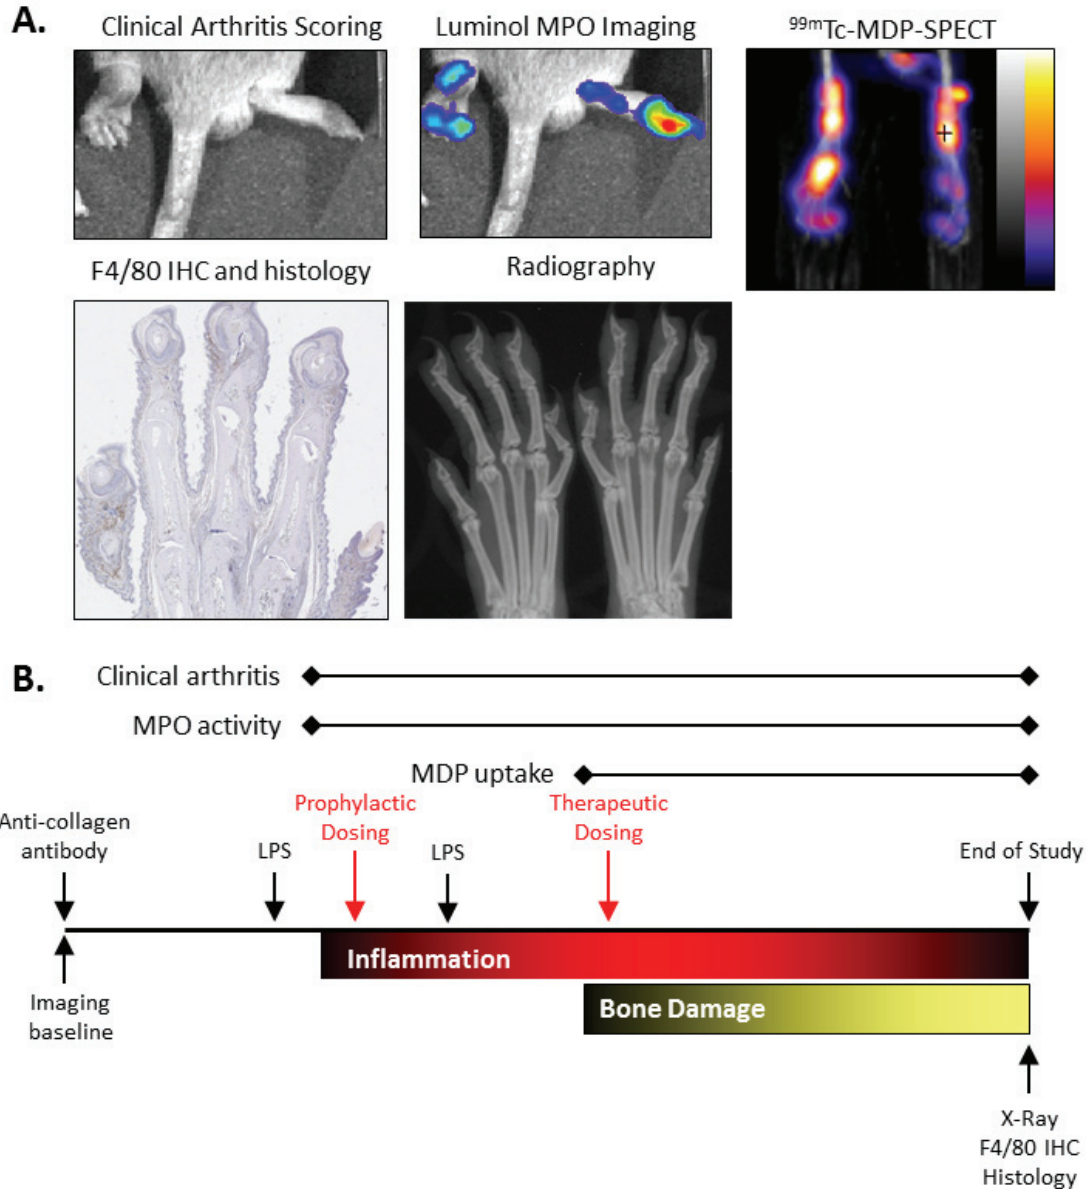 A.
Clinical Arthritis Scoring
Luminol MPO Imaging
99mTc-MDP-SPECT
F4/80 IHC and histology
Radiography
B.
Clinical arthritis
MPO activity
MDP uptake
Anti-collagen
antibody
LPS
Prophylactic
Dosing
LPS
Therapeutic
Dosing
End of Study
Inflammation
Bone Damage
Imaging
baseline
X-Ray
F4/80 IHC
Histology